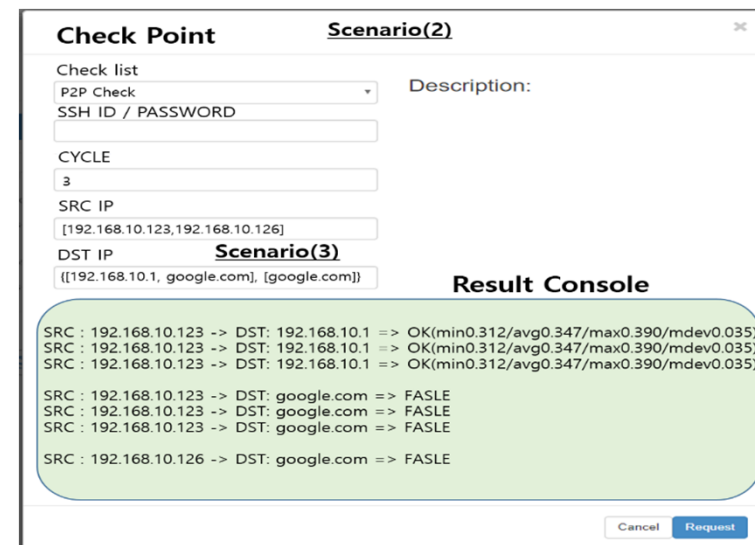 Check Point
Scenario(2)
×
Check list
P2P Check
Description:
SSH ID / PASSWORD
CYCLE
3
SRC IP
[192.168.10.123,192.168.10.126]
DST IP
Scenario(3)
{[192.168.10.1, google.com], [google.com]}
Result Console
SRC : 192.168.10.123 -> DST: 192.168.10.1 => OK(min0.312/avg0.347/max0.390/mdev0.035)
SRC : 192.168.10.123 -> DST: 192.168.10.1 => OK(min0.312/avg0.347/max0.390/mdev0.035)
SRC : 192.168.10.123 -> DST: 192.168.10.1 => OK(min0.312/avg0.347/max0.390/mdev0.035)
SRC : 192.168.10.123 -> DST: google.com => FASLE
SRC : 192.168.10.123 -> DST: google.com => FASLE
SRC : 192.168.10.123 -> DST: google.com => FASLE
SRC : 192.168.10.126 -> DST: google.com => FASLE
Cancel
Request